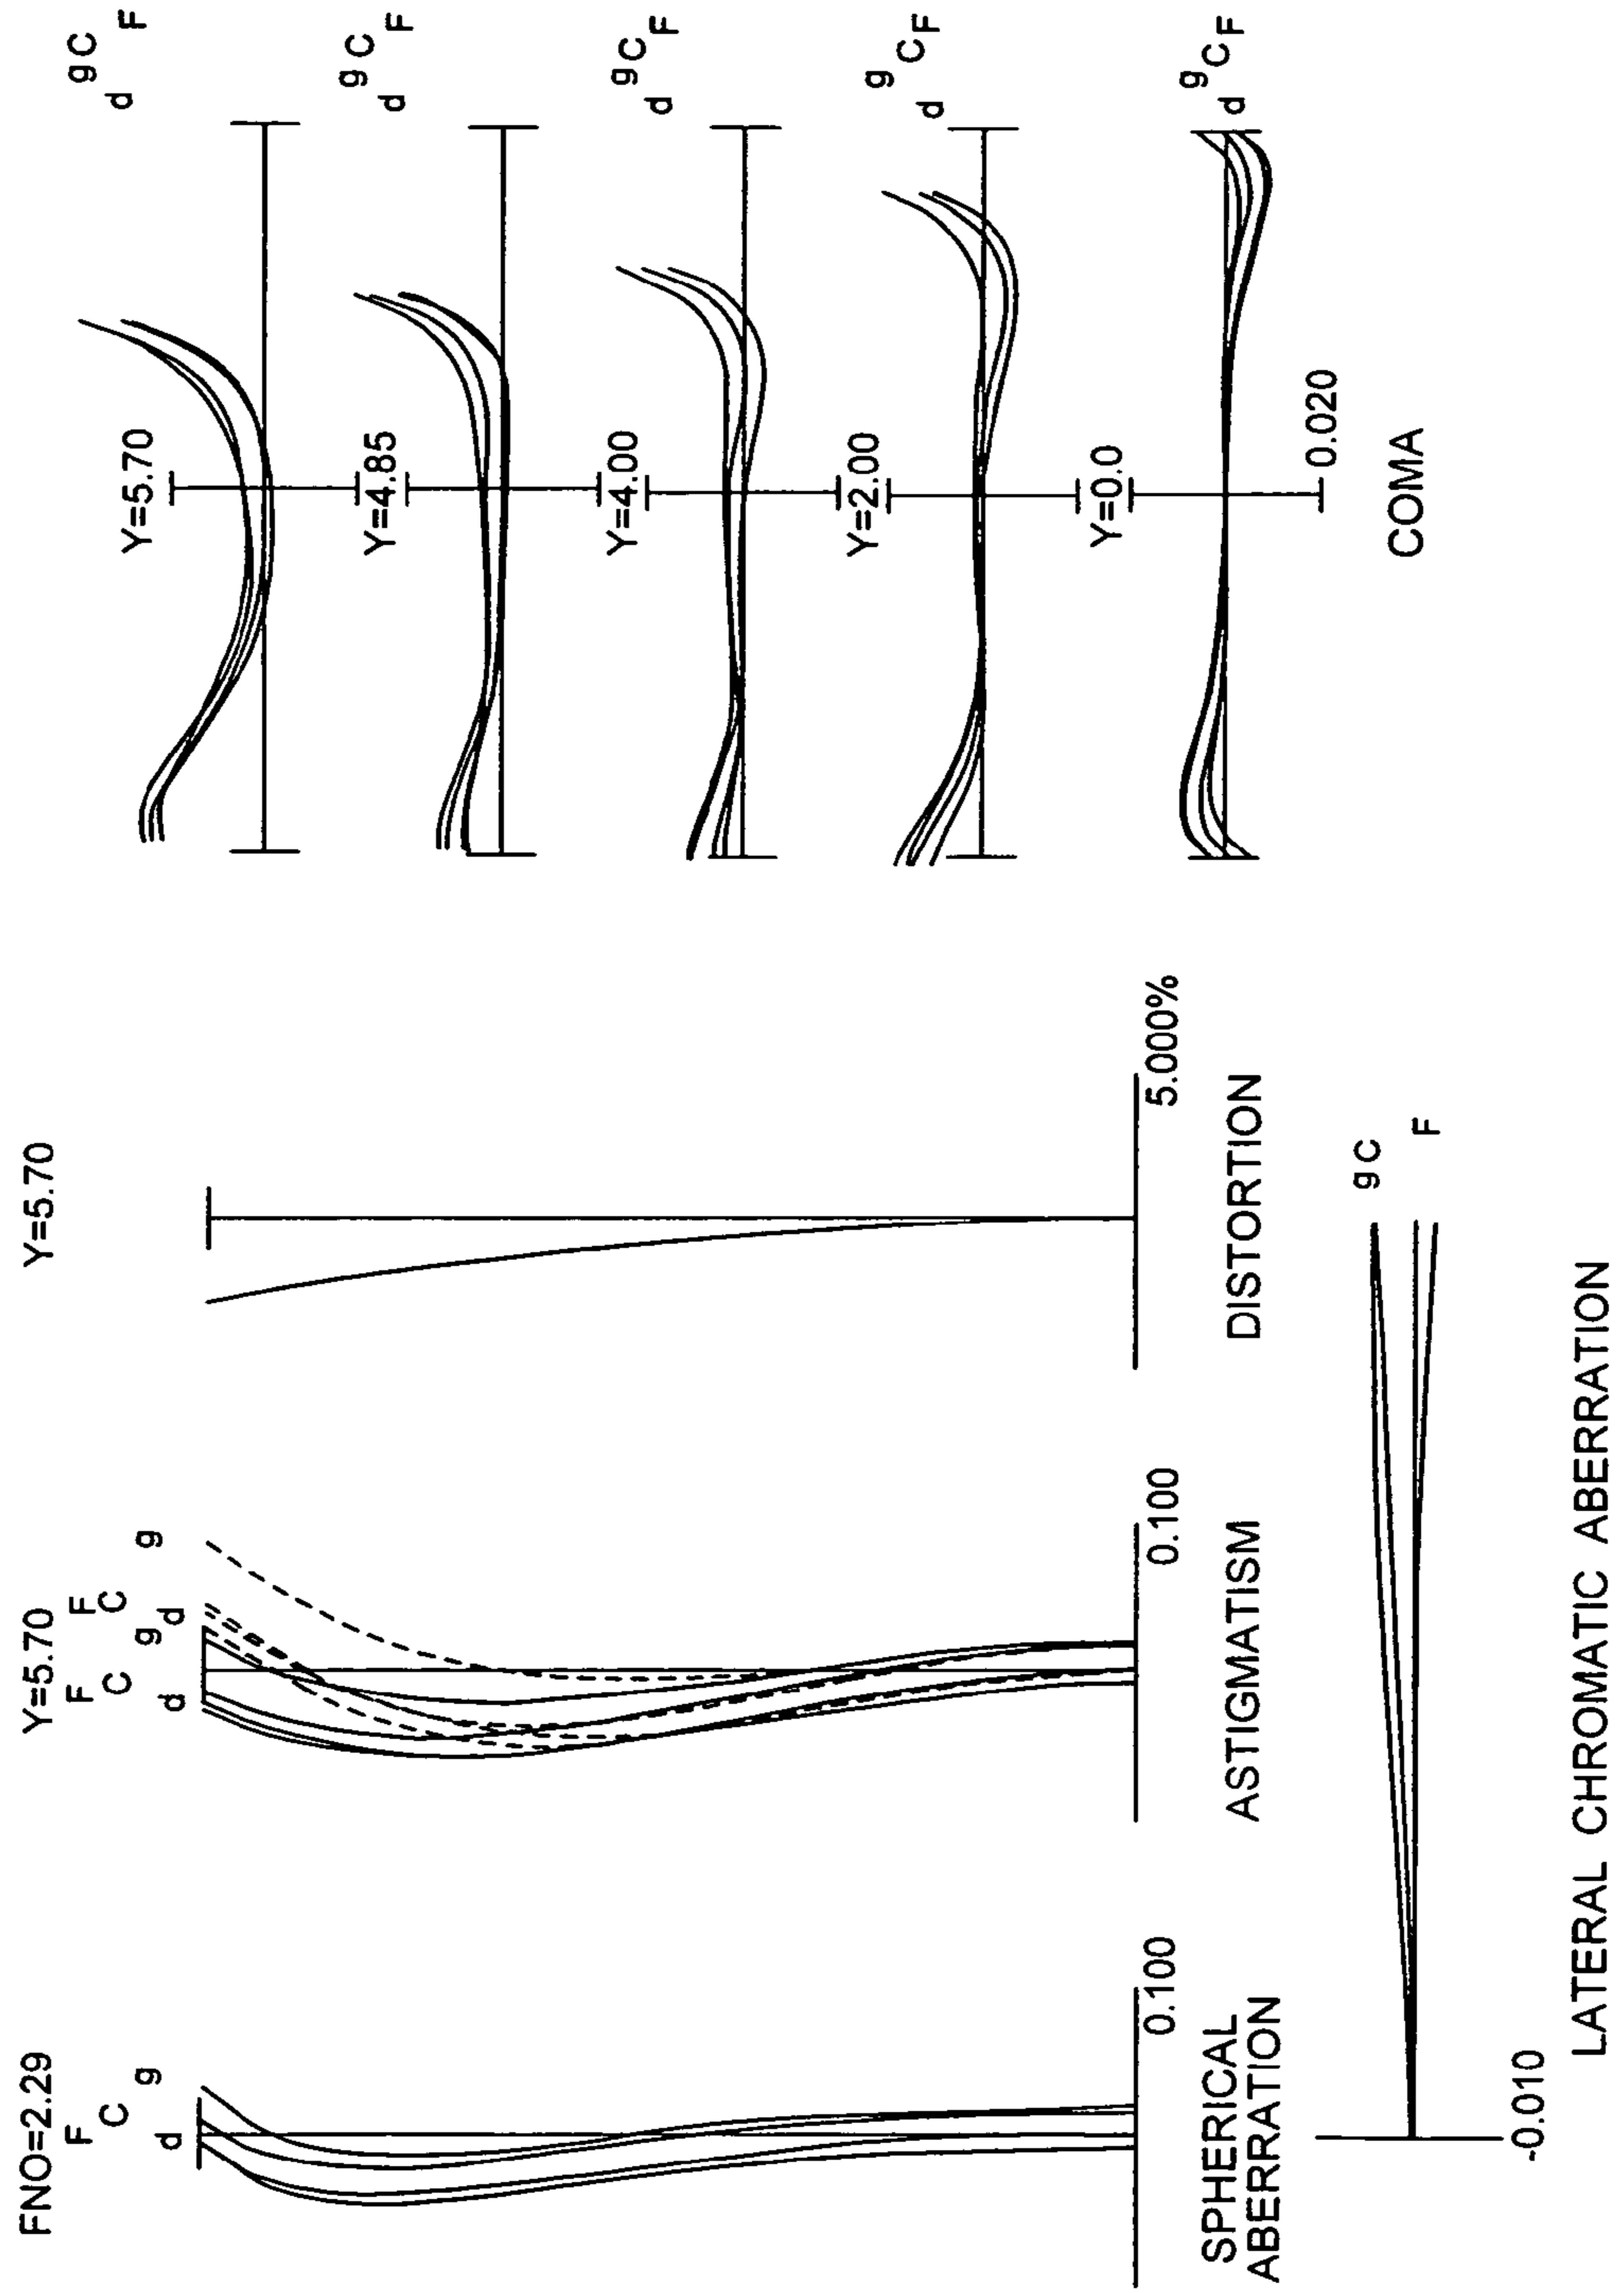 FNO=2.29
F
C
d
g
SPHERICAL
ABERRATION
0.100
Y=5.70
F
C
d
g
F
C
d
g
ASTIGMATISM
0.100
Y=5.70
DISTORTION
5.000%
Y=5.70
d
g C
F
Y=4.85
d
g C
F
Y=4.00
d
g C
F
Y=2.00
d
g C
F
Y=0.0
d
g C
F
0.020
COMA
g C
F
-0.010
LATERAL CHROMATIC ABERRATION